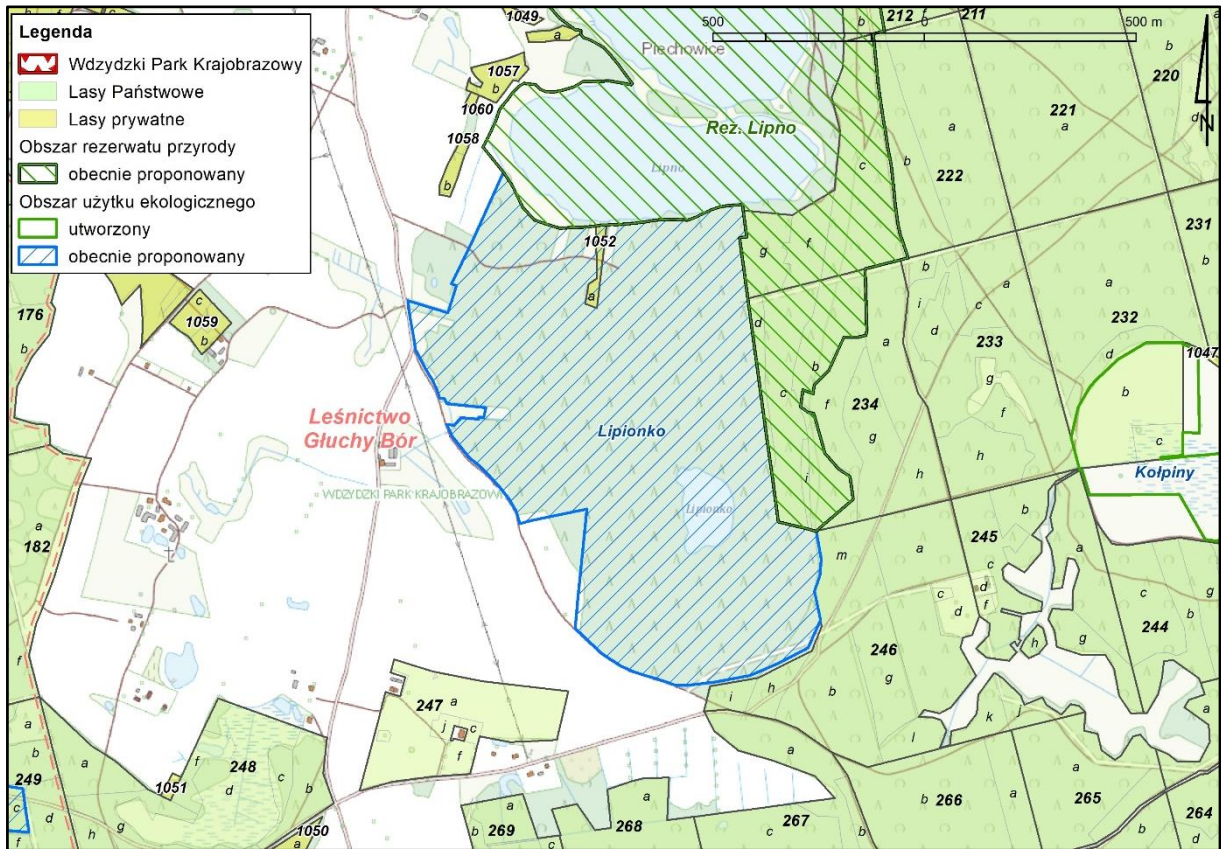 Legenda
Wdzydzki Park Krajobrazowy
Lasy Państwowe
Lasy prywatne
Obszar rezerwatu przyrody
obecnie proponowany
Obszar użytku ekologicznego
utworzony
obecnie proponowany
500 0 500 m
N
1049
a
b
212
f
211
Piechowice
b
220
1057
b
1060
221
d
a
a
Rez. Lipno
1058
c
b
222
Lipno
b
1052
a
g
f
231
b
176
b
c
1059
b
b
i
c
a
a
232
d
1047
d
233
d
a
g
b
b
c
f
234
f
h
c
g
h
Leśnictwo
Głuchy Bór
Lipionko
Kołpiny
i
WDZYDZKI PARK KRAJOBRAZOWY
Lipionko
a
182
m
a
245
b
a
c
c
d
c
d
f
b
g
244
f
246
g
h
g
247
a
i
h
b
k
j
a
j
c
f
l
a
b
249
c
d
f
1051
f
248
d
c
b
a
h
g
1050
a
b
269
a
c
a
268
c
267
b
266
a
a
265
b
264
d